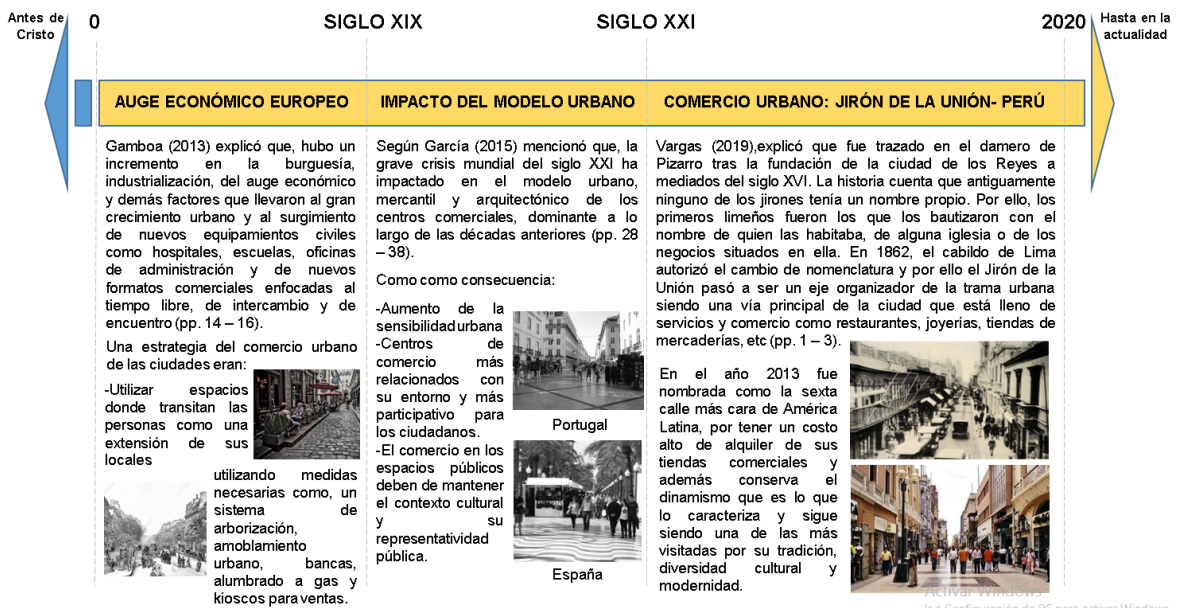 Antes de
Cristo
0
SIGLO XIX
SIGLO XXI
2020
Hasta en la
actualidad
AUGE ECONÓMICO EUROPEO
IMPACTO DEL MODELO URBANO
COMERCIO URBANO: JIRÓN DE LA UNIÓN- PERÚ
Gamboa (2013) explicó que, hubo un
incremento en la burguesía,
industrialización, del auge económico
y demás factores que llevaron al gran
crecimiento urbano y al surgimiento
de nuevos equipamientos civiles
como hospitales, escuelas, oficinas
de administración y de nuevos
formatos comerciales enfocadas al
tiempo libre, de intercambio y de
encuentro (pp. 14 – 16).
Una estrategia del comercio urbano
de las ciudades eran:
-Utilizar espacios
donde transitan las
personas como una
extensión de sus
locales
utilizando medidas
necesarias como, un
sistema de
arborización,
amoblamiento
urbano, bancas,
alumbrado a gas y
kioscos para ventas.
Según García (2015) mencionó que, la
grave crisis mundial del siglo XXI ha
impactado en el modelo urbano,
mercantil y arquitectónico de los
centros comerciales, dominante a lo
largo de las décadas anteriores (pp. 28
– 38).
Como como consecuencia:
-Aumento de la
sensibilidad urbana
-Centros de
comercio más
relacionados con
su entorno y más
participativo para
los ciudadanos.
-El comercio en los
espacios públicos
deben de mantener
el contexto cultural
y su
representatividad
pública.
Portugal
España
Vargas (2019),explicó que fue trazado en el damero de
Pizarro tras la fundación de la ciudad de los Reyes a
mediados del siglo XVI. La historia cuenta que antiguamente
ninguno de los jirones tenía un nombre propio. Por ello, los
primeros limeños fueron los que los bautizaron con el
nombre de quien las habitaba, de alguna iglesia o de los
negocios situados en ella. En 1862, el cabildo de Lima
autorizó el cambio de nomenclatura y por ello el Jirón de la
Unión pasó a ser un eje organizador de la trama urbana
siendo una vía principal de la ciudad que está lleno de
servicios y comercio como restaurantes, joyerías, tiendas de
mercaderías, etc (pp. 1 – 3).
En el año 2013 fue
nombrada como la sexta
calle más cara de América
Latina, por tener un costo
alto de alquiler de sus
tiendas comerciales y
además conserva el
dinamismo que es lo que
lo caracteriza y sigue
siendo una de las más
visitadas por su tradición,
diversidad cultural y
modernidad.
Activar Windows
Configuración de PC para activar Windows